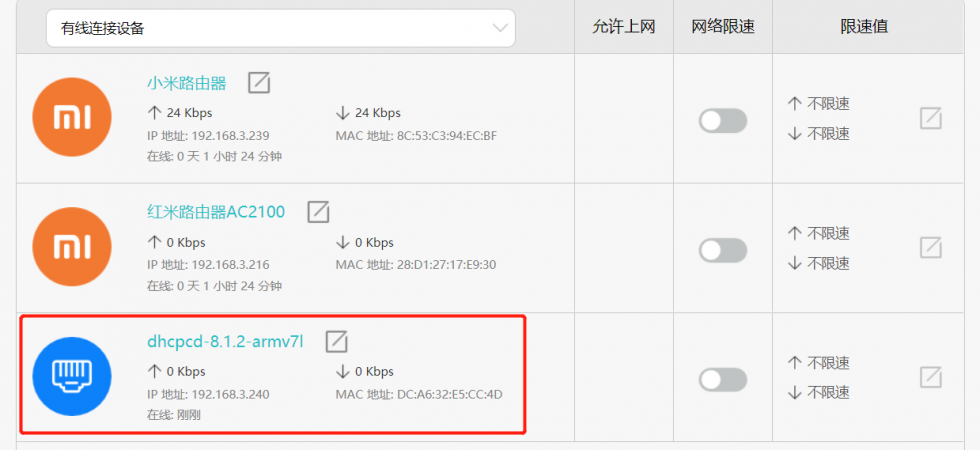 有线连接设备 允许上网 网络限速 限速值
小米路由器
↑ 24 Kbps ↓ 24 Kbps
IP 地址: 192.168.3.239 MAC 地址: 8C:53:C3:94:EC:BF
在线: 0 天 1 小时 24 分钟
↑ 不限速
↓ 不限速
红米路由器AC2100
↑ 0 Kbps ↓ 0 Kbps
IP 地址: 192.168.3.216 MAC 地址: 28:D1:27:17:E9:30
在线: 0 天 1 小时 24 分钟
↑ 不限速
↓ 不限速
dhcpcd-8.1.2-armv7l
↑ 0 Kbps ↓ 0 Kbps
IP 地址: 192.168.3.240 MAC 地址: DC:A6:32:E5:CC:4D
在线: 刚刚
↑ 不限速
↓ 不限速